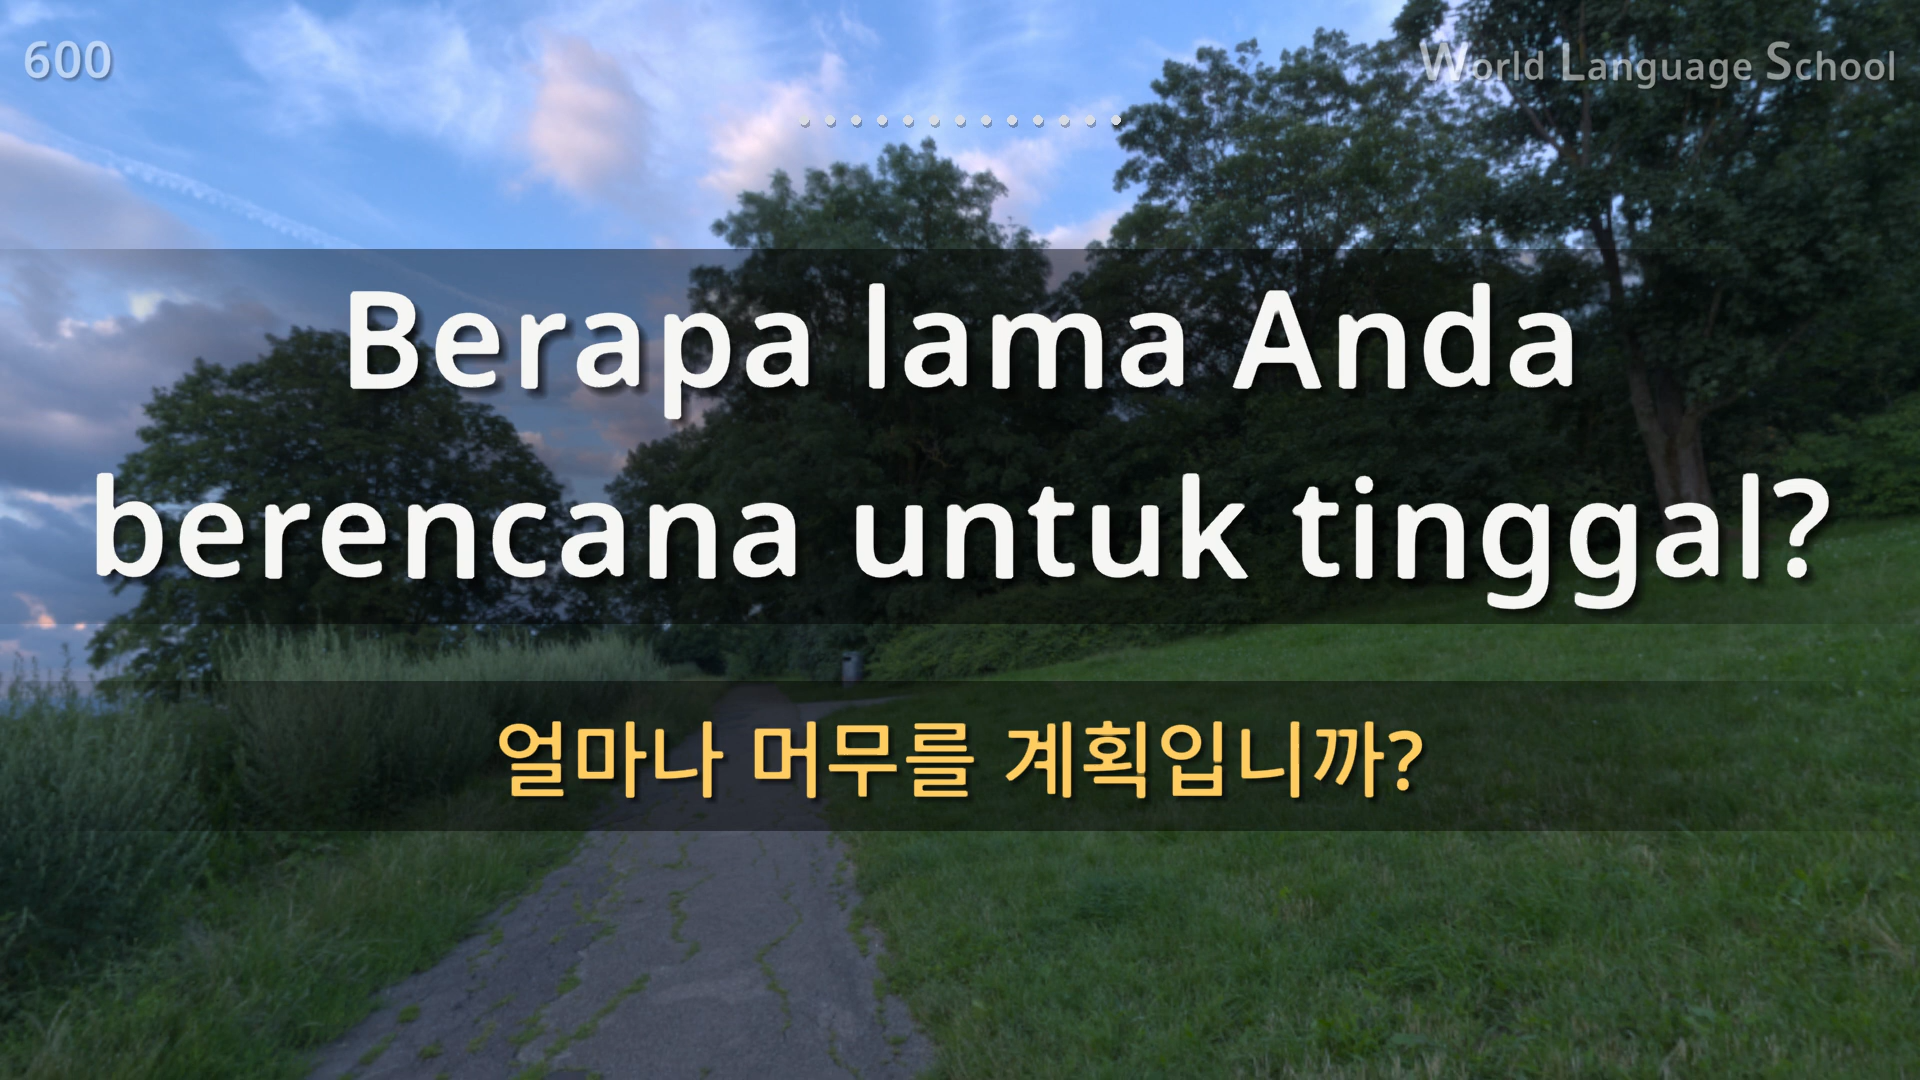 600
World Language School
Berapa lama Anda
berencana untuk tinggal?
얼마나 머무를 계획입니까?